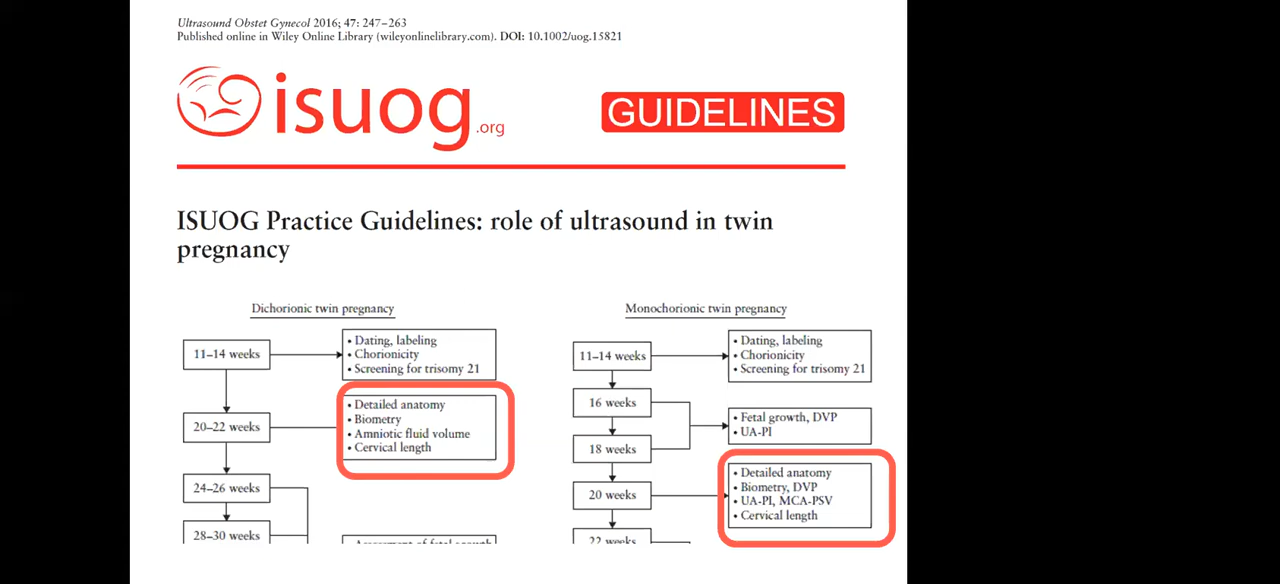 Ultrasound Obstet Gynecol 2016; 47: 247–263
Published online in Wiley Online Library (wileyonlinelibrary.com). DOI: 10.1002/uog.15821
isuog.org
GUIDELINES
ISUOG Practice Guidelines: role of ultrasound in twin
pregnancy
Dichorionic twin pregnancy
11–14 weeks
• Dating, labeling
• Chorionicity
• Screening for trisomy 21
20–22 weeks
• Detailed anatomy
• Biometry
• Amniotic fluid volume
• Cervical length
24–26 weeks
28–30 weeks
Monochorionic twin pregnancy
11–14 weeks
• Dating, labeling
• Chorionicity
• Screening for trisomy 21
16 weeks
18 weeks
• Fetal growth, DVP
• UA-PI
20 weeks
• Detailed anatomy
• Biometry, DVP
• UA-PI, MCA-PSV
• Cervical length
22 weeks